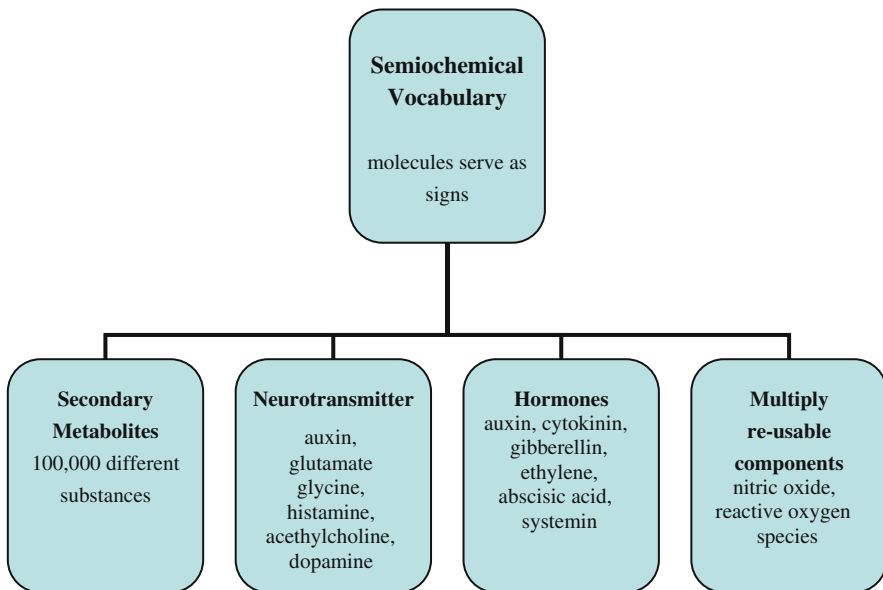 Semiochemical
Vocabulary
molecules serve as
signs
Secondary
Metabolites
100,000 different
substances
Neurotransmitter
auxin,
glutamate
glycine,
histamine,
acethylcholine,
dopamine
Hormones
auxin, cytokinin,
gibberellin,
ethylene,
abscisic acid,
systemin
Multiply
re-usable
components
nitric oxide,
reactive oxygen
species